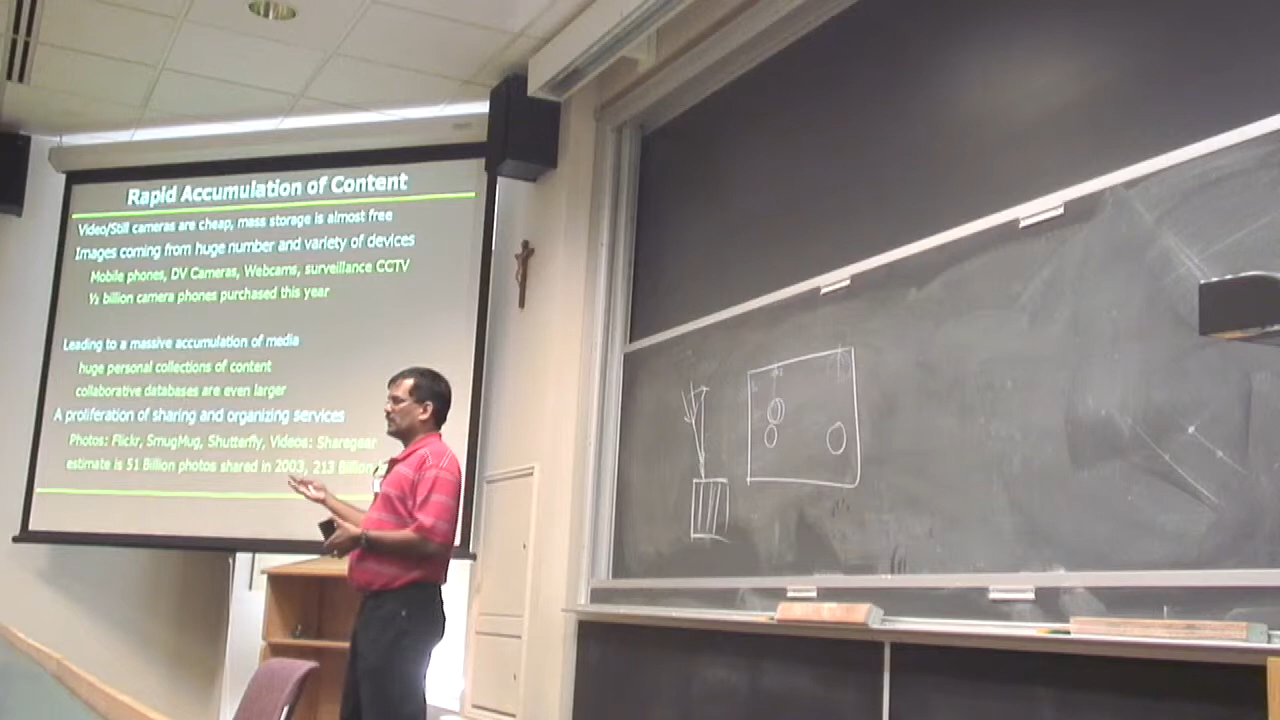 Rapid Accumulation of Content
Video/Still cameras are cheap, mass storage is almost free
Images coming from huge number and variety of devices
Mobile phones, DV Cameras, Webcams, surveillance CCTV
½ billion camera phones purchased this year
Leading to a massive accumulation of media
huge personal collections of content
collaborative databases are even larger
A proliferation of sharing and organizing services
Photos: Flickr, SmugMug, Shutterfly, Videos: Sharegear
estimate is 51 Billion photos shared in 2003, 213 Billion